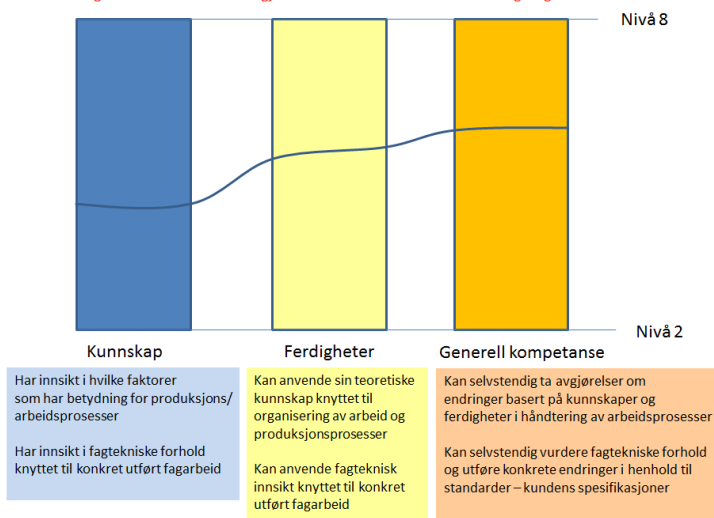 Nivå 8
Nivå 2
Kunnskap
Ferdigheter
Generell kompetanse
Har innsikt i hvilke faktorer
som har betydning for produksjons/
arbeidsprosesser
Har innsikt i fagtekniske forhold
knyttet til konkret utført fagarbeid
Kan anvende sin teoretiske
kunnskap knyttet til
organisering av arbeid og
produksjonsprosesser
Kan anvende fagteknisk
innsikt knyttet til konkret
utført fagarbeid
Kan selvstendig ta avgjørelser om
endringer basert på kunnskaper og
ferdigheter i håndtering av arbeidsprosesser
Kan selvstendig vurdere fagtekniske forhold
og utføre konkrete endringer i henhold til
standarder – kundens spesifikasjoner